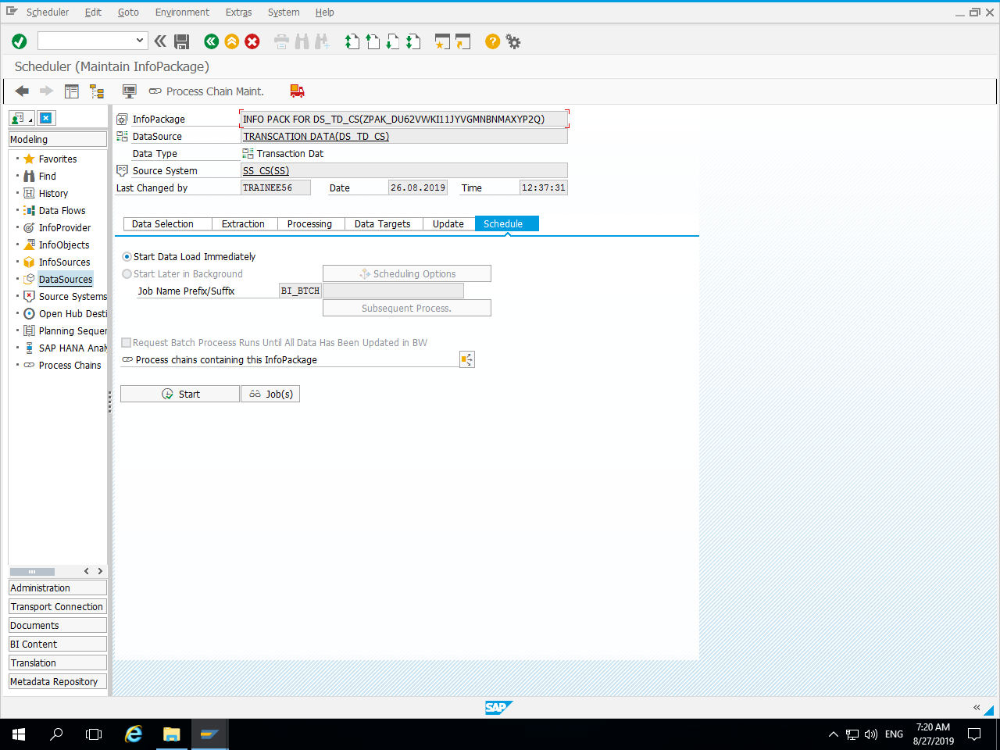 Scheduler Edit Goto Environment Extras System Help
Scheduler (Maintain InfoPackage)
Process Chain Maint.
InfoPackage INFO PACK FOR DS_TD_CS(ZPAK_DU62VWKI11JYVGMNBNMAXYP2Q)
DataSource TRANSCATION DATA(DS_TD_CS)
Data Type Transaction Dat
Source System SS_CS(SS)
Last Changed by TRAINEE56 Date 26.08.2019 Time 12:37:31
Modeling
Favorites
Find
History
Data Flows
InfoProvider
InfoObjects
InfoSources
DataSources
Source Systems
Open Hub Desti
Planning Sequer
SAP HANA Analy
Process Chains
Data Selection Extraction Processing Data Targets Update Schedule
Start Data Load Immediately
Start Later in Background Scheduling Options
Job Name Prefix/Suffix BI_BTCH
Subsequent Process.
Request Batch Proceess Runs Until All Data Has Been Updated in BW
Process chains containing this InfoPackage
Start Job(s)
Administration
Transport Connection
Documents
BI Content
Translation
Metadata Repository
SAP
ENG 7:20 AM
8/27/2019